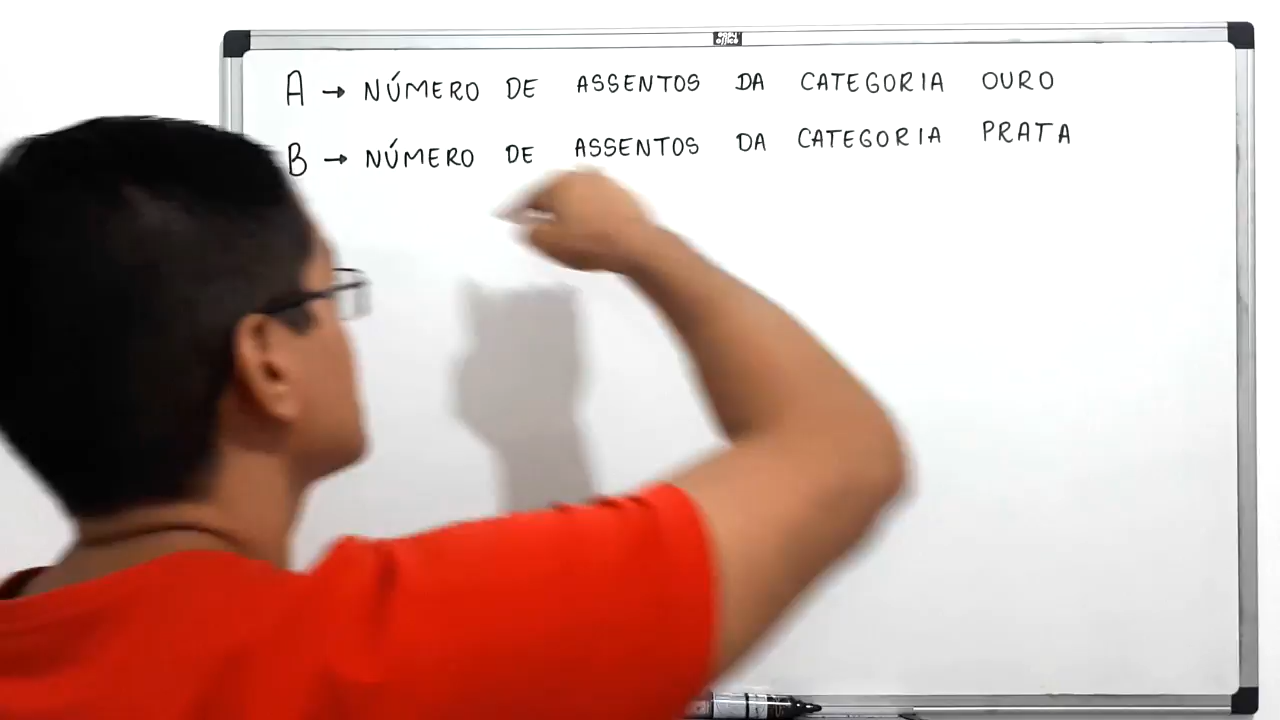 A → NÚMERO DE ASSENTOS DA CATEGORIA OURO
B → NÚMERO DE ASSENTOS DA CATEGORIA PRATA